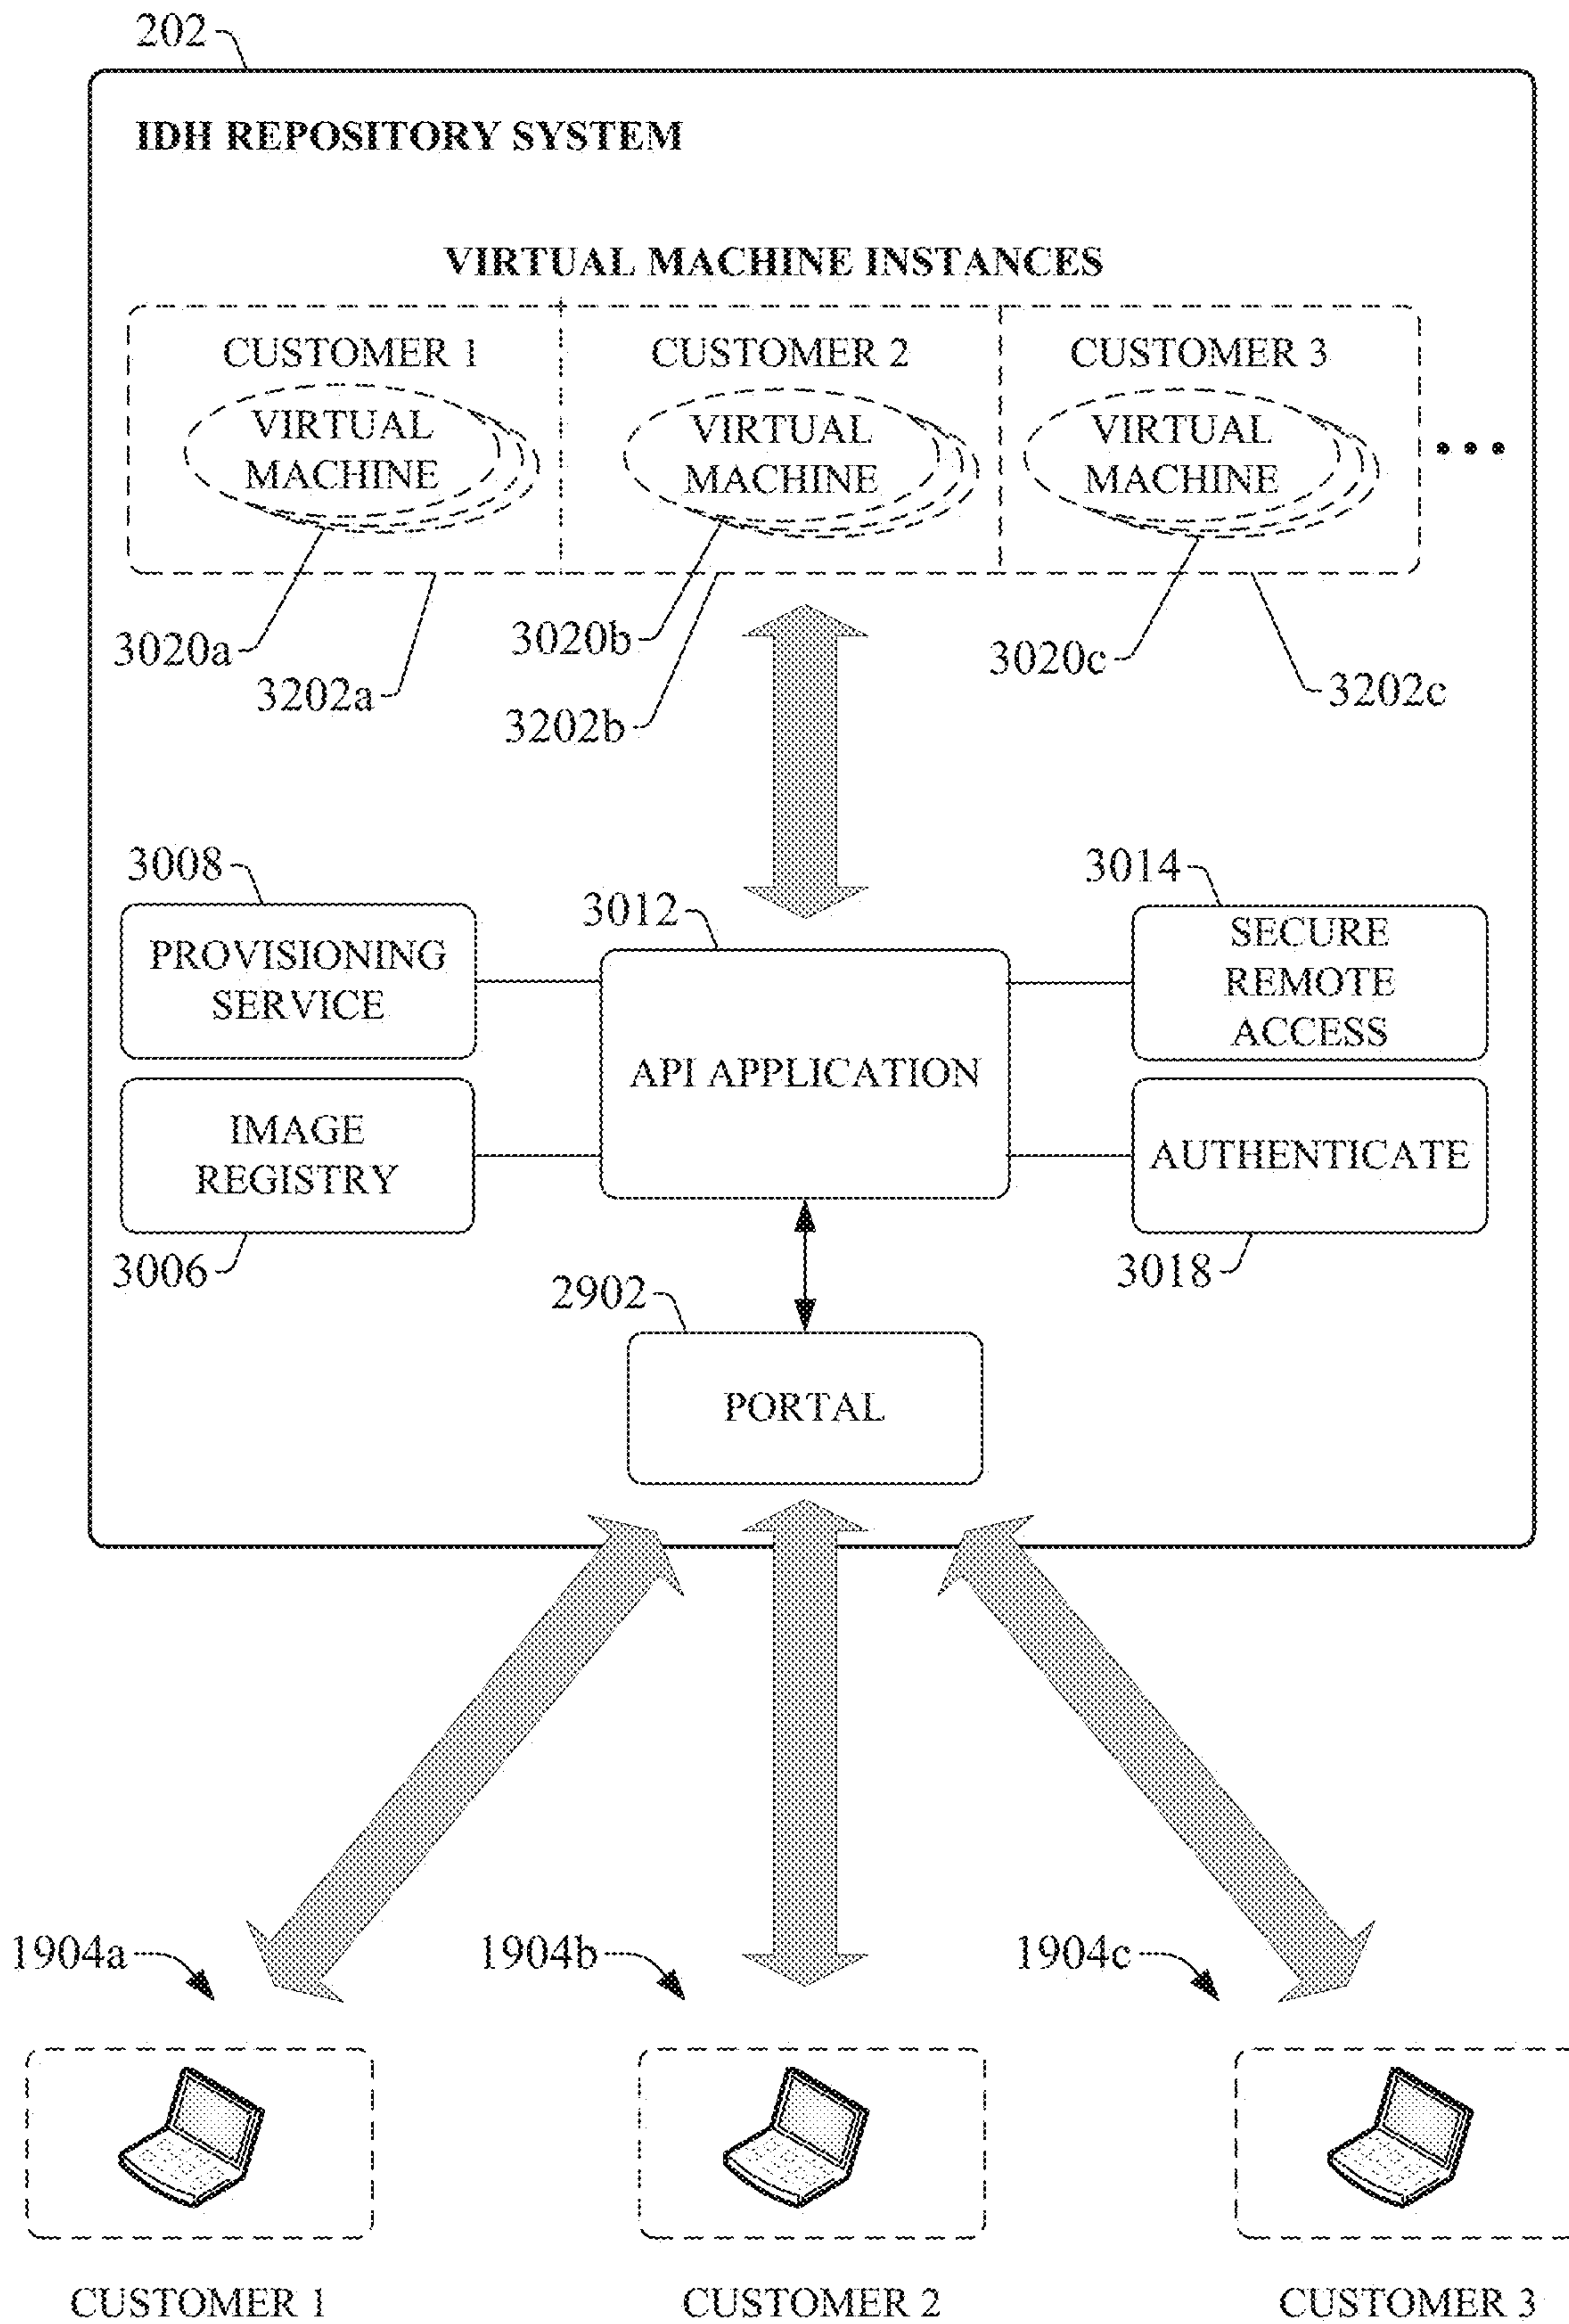 202
IDH REPOSITORY SYSTEM
VIRTUAL MACHINE INSTANCES
CUSTOMER 1
VIRTUAL
MACHINE
CUSTOMER 2
VIRTUAL
MACHINE
CUSTOMER 3
VIRTUAL
MACHINE
3020a
3202a
3020b
3202b
3020c
3202c
3008
PROVISIONING
SERVICE
3012
API APPLICATION
3014
SECURE
REMOTE
ACCESS
IMAGE
REGISTRY
3006
AUTHENTICATE
3018
2902
PORTAL
1904a
1904b
1904c
CUSTOMER 1
CUSTOMER 2
CUSTOMER 3